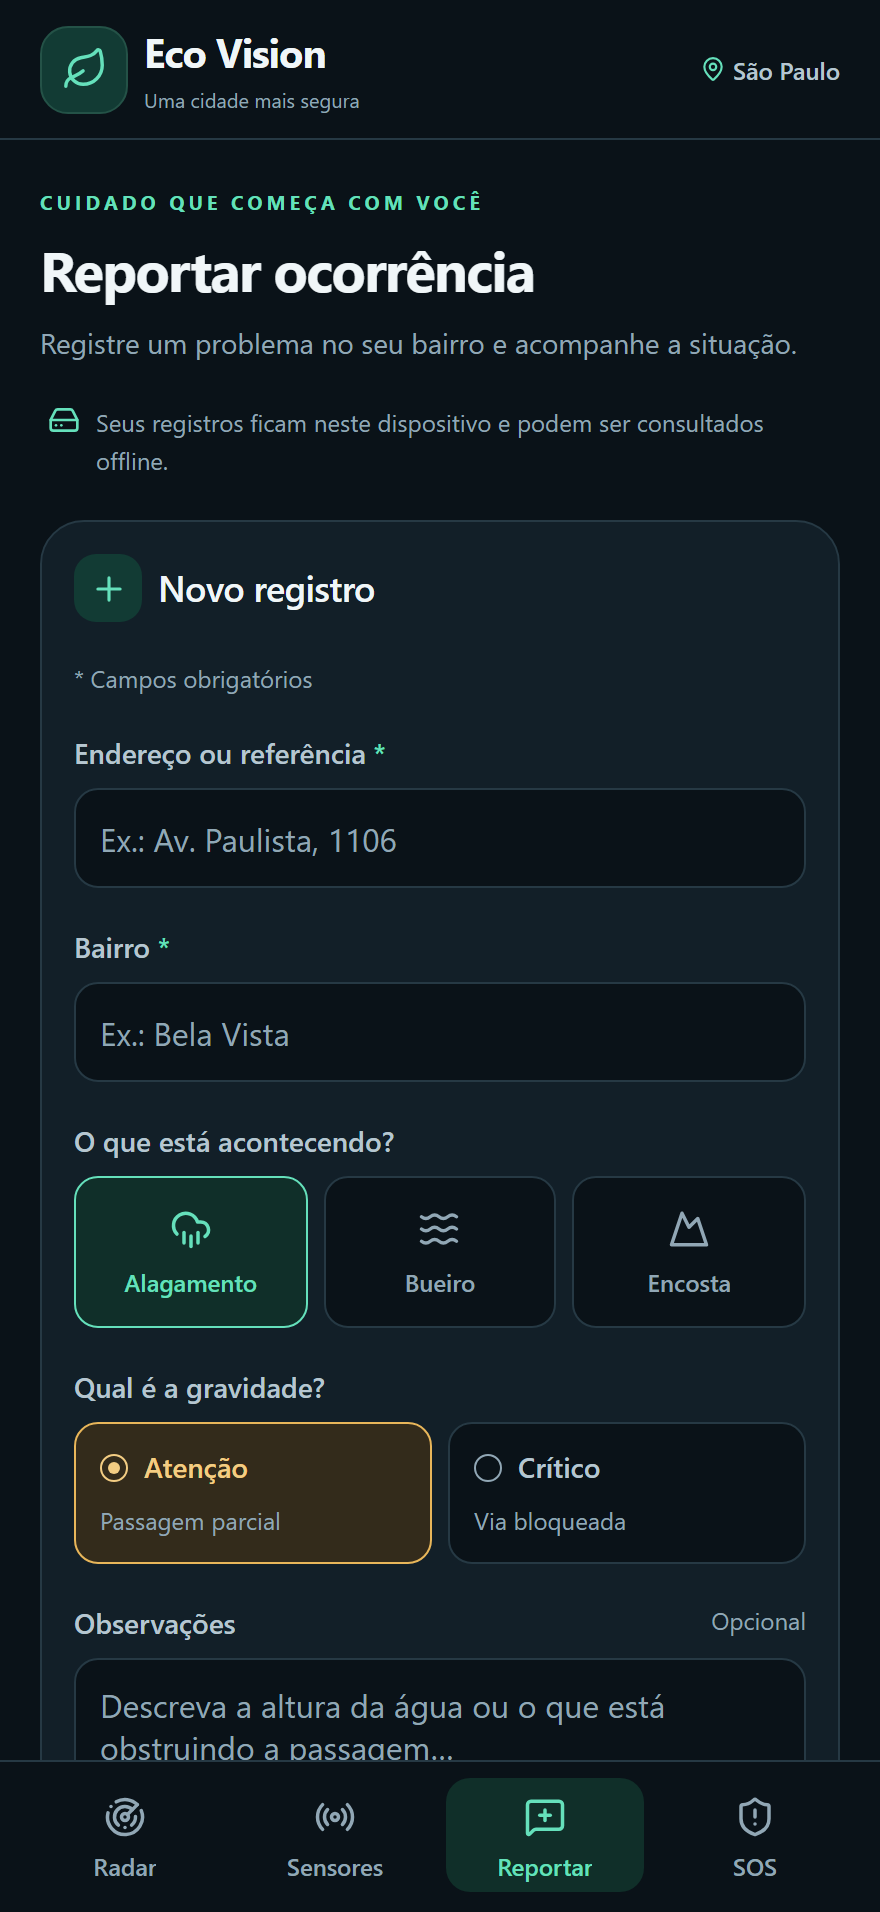 Eco Vision
Uma cidade mais segura
São Paulo
CUIDADO QUE COMEÇA COM VOCÊ
Reportar ocorrência
Registre um problema no seu bairro e acompanhe a situação.
Seus registros ficam neste dispositivo e podem ser consultados
offline.
Novo registro
* Campos obrigatórios
Endereço ou referência *
Ex.: Av. Paulista, 1106
Bairro *
Ex.: Bela Vista
O que está acontecendo?
Alagamento
Bueiro
Encosta
Qual é a gravidade?
Atenção
Passagem parcial
Crítico
Via bloqueada
Observações
Opcional
Descreva a altura da água ou o que está
obstruindo a passagem...
Radar
Sensores
Reportar
SOS